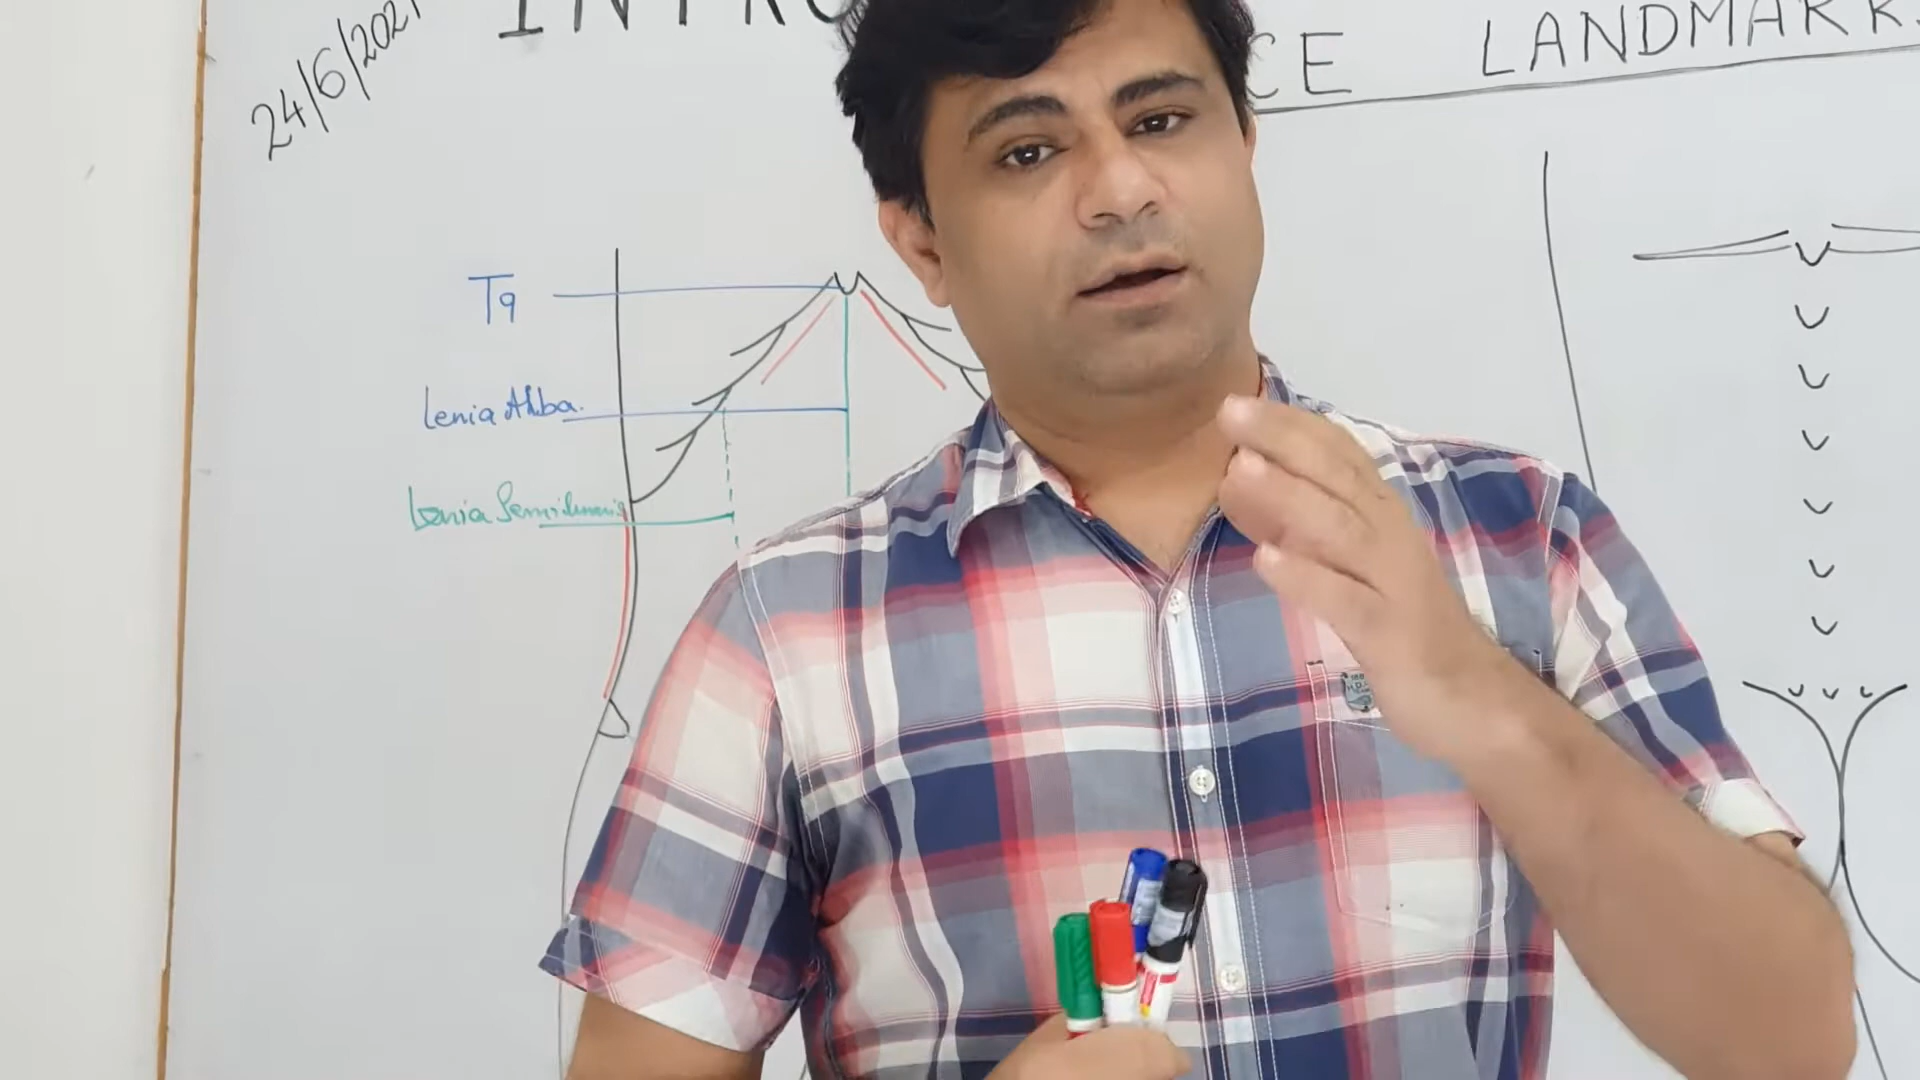 24/6/2021
INTRO
CE LANDMARK
T9
lenia Alba.
lenia Semilunaris